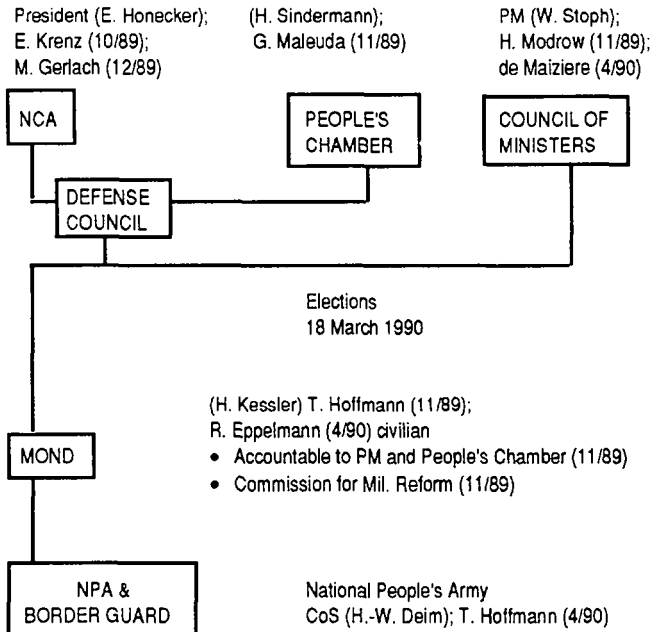 President (E. Honecker);
E. Krenz (10/89);
M. Gerlach (12/89)
(H. Sindermann)
G. Maleuda (11/89)
PM (W. Stoph);
H. Modrow (11/89);
de Maiziere (4/90)
NCA
PEOPLE'S
CHAMBER
COUNCIL OF
MINISTERS
DEFENSE
COUNCIL
Elections
18 March 1990
(H. Kessler) T. Hoffmann (11/89);
R. Eppelmann (4/90) civilian
• Accountable to PM and People's Chamber (11/89)
• Commission for Mil. Reform (11/89)
MOND
NPA &
BORDER GUARD
National People's Army
CoS (H.-W. Deim); T. Hoffmann (4/90)